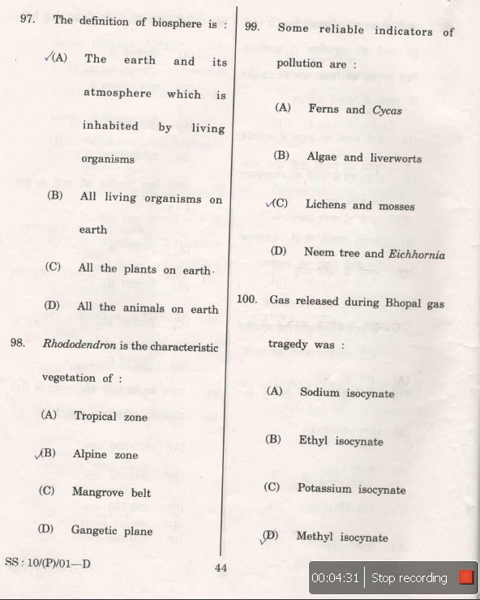 97. The definition of biosphere is :
(A) The earth and its
atmosphere which is
inhabited by living
organisms
(B) All living organisms on
earth
(C) All the plants on earth
(D) All the animals on earth
98. Rhododendron is the characteristic
vegetation of :
(A) Tropical zone
(B) Alpine zone
(C) Mangrove belt
(D) Gangetic plane
SS : 10/(P)/01—D
99. Some reliable indicators of
pollution are :
(A) Ferns and Cycas
(B) Algae and liverworts
(C) Lichens and mosses
(D) Neem tree and Eichhornia
100. Gas released during Bhopal gas
tragedy was :
(A) Sodium isocynate
(B) Ethyl isocynate
(C) Potassium isocynate
(D) Methyl isocynate
44
00:04:31 Stop recording